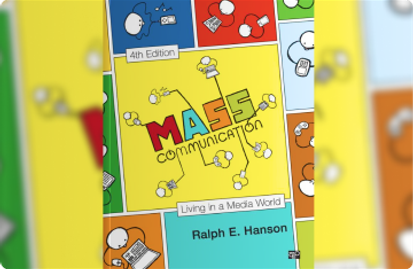 4th Edition
MASS
COMMUNICATION
Living in a Media World
Ralph E. Hanson